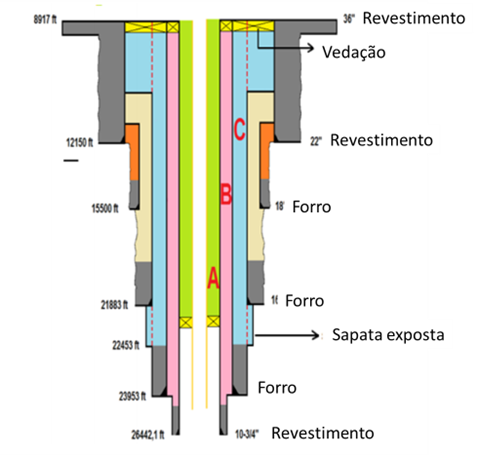 8917 ft
36" Revestimento
Vedação
C
12150 ft
22" Revestimento
B
15500 ft
18' Forro
A
21883 ft
16 Forro
Sapata exposta
22453 ft
23953 ft
Forro
26442,1 ft
10-3/4" Revestimento